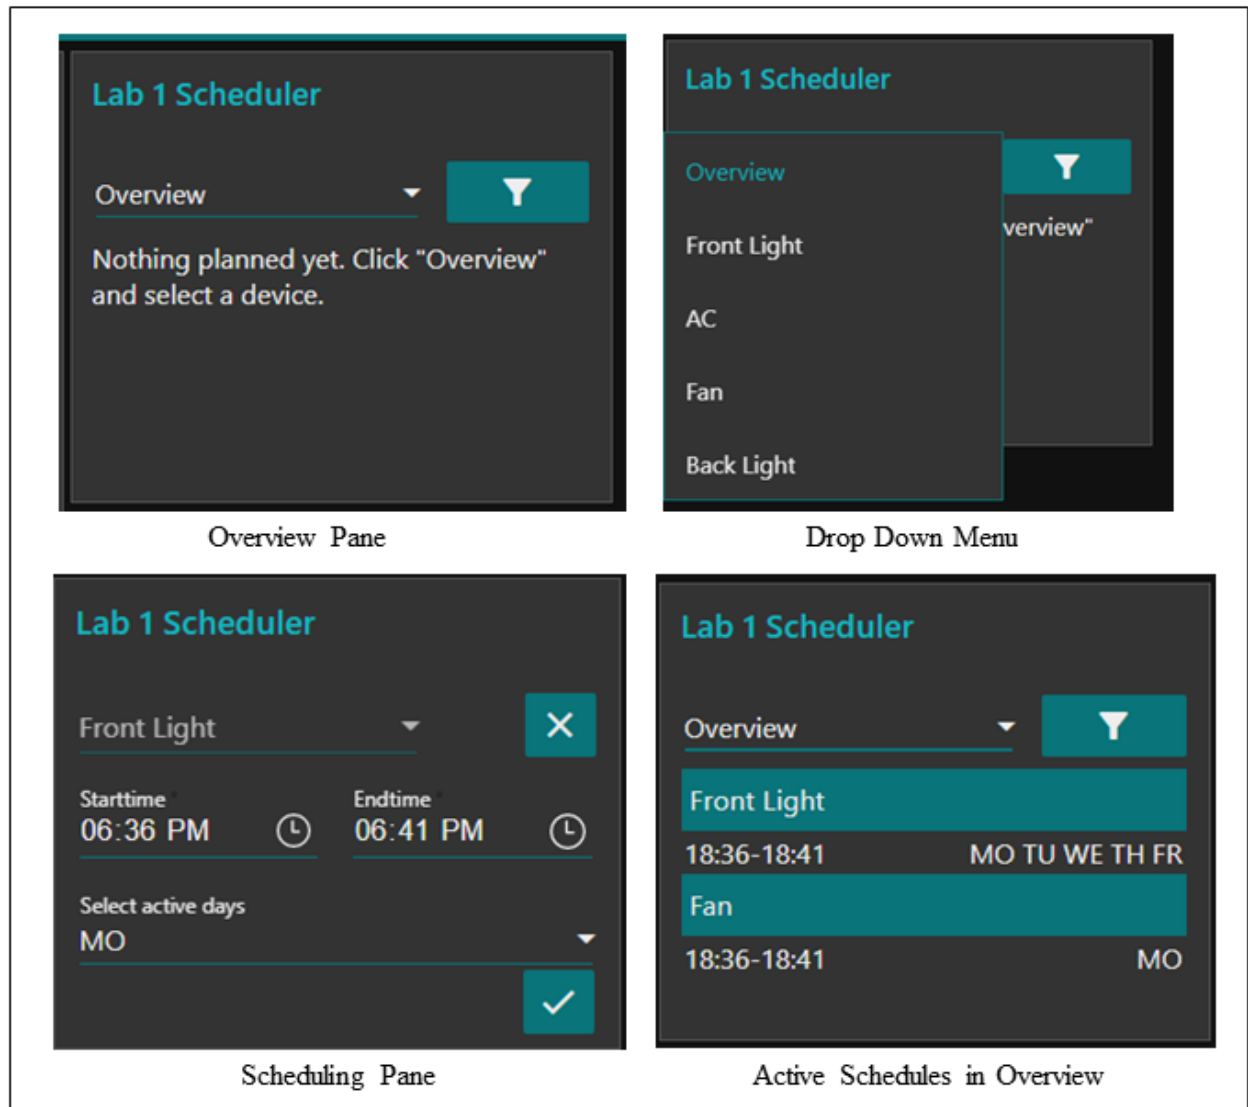 Lab 1 Scheduler
Overview
Nothing planned yet. Click "Overview"
and select a device.
Overview Pane
Lab 1 Scheduler
Overview
verview"
Front Light
AC
Fan
Back Light
Drop Down Menu
Lab 1 Scheduler
Front Light
Starttime * Endtime *
06:36 PM 06:41 PM
Select active days
MO
Scheduling Pane
Lab 1 Scheduler
Overview
Front Light
18:36-18:41 MO TU WE TH FR
Fan
18:36-18:41 MO
Active Schedules in Overview